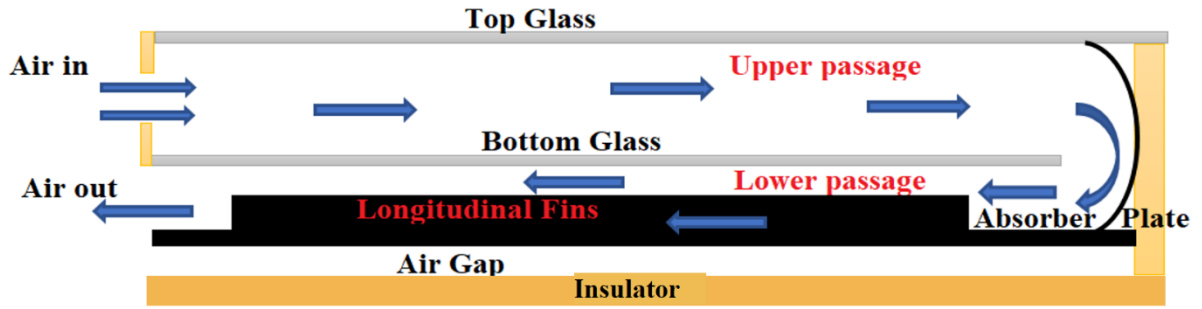 Top Glass
Air in
Upper passage
Bottom Glass
Air out
Lower passage
Longitudinal Fins
Absorber Plate
Air Gap
Insulator